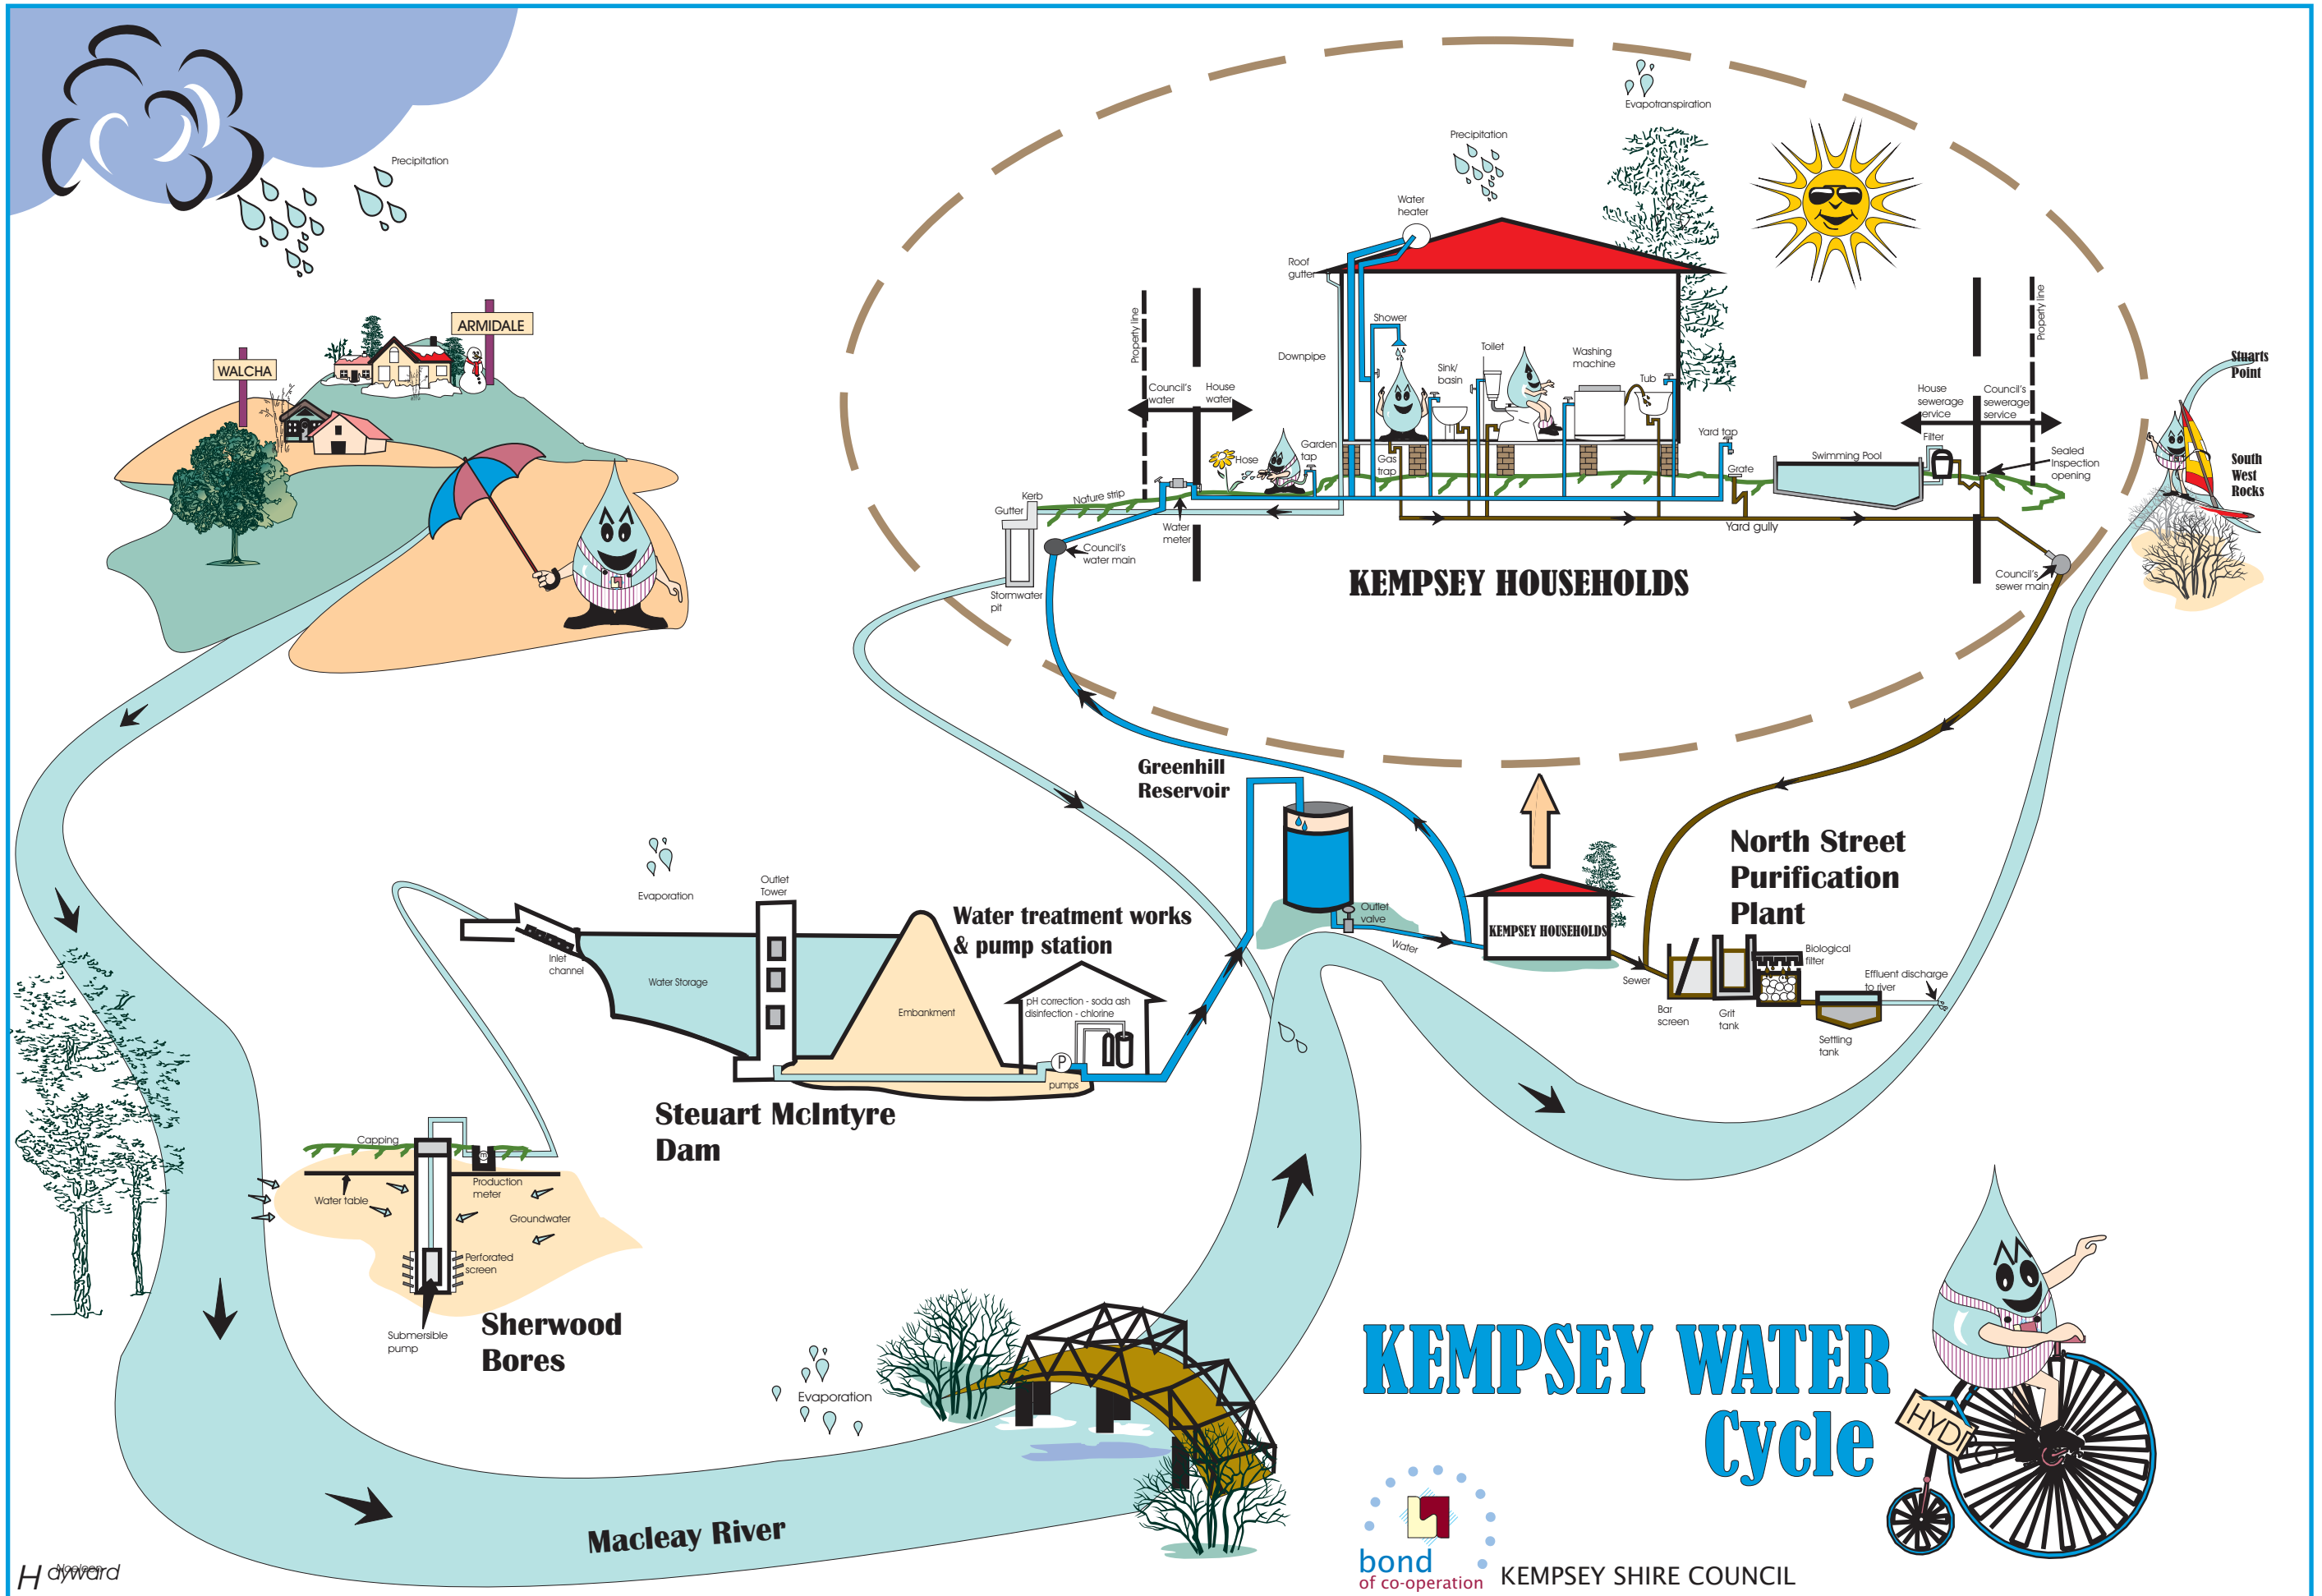 Precipitation
ARMIDALE
WALCHA
Evapotranspiration
Precipitation
Water
heater
Roof
gutter
Downpipe
Shower
Sink/
basin
Toilet
Washing
machine
Tub
Property line
Council's
water
House
water
Garden
tap
Hose
Gas
trap
Yard tap
Grate
Swimming Pool
Filter
House
sewerage
service
Council's
sewerage
service
Property line
Sealed
Inspection
opening
Kerb
Gutter
Nature strip
Water
meter
Council's
water main
Stormwater
pit
Yard gully
Council's
sewer main
KEMPSEY HOUSEHOLDS
Stuarts
Point
South
West
Rocks
Greenhill
Reservoir
Outlet
valve
Water
KEMPSEY HOUSEHOLDS
Sewer
North Street
Purification
Plant
Bar
screen
Grit
tank
Biological
filter
Settling
tank
Effluent discharge
to river
Evaporation
Outlet
Tower
Inlet
channel
Water Storage
Embankment
Water treatment works
& pump station
pH correction - soda ash
disinfection - chlorine
P
pumps
Steuart McIntyre
Dam
Capping
Water table
Production
meter
Groundwater
Perforated
screen
Submersible
pump
Sherwood
Bores
Evaporation
Macleay River
KEMPSEY WATER
Cycle
HYDI
bond
of co-operation
KEMPSEY SHIRE COUNCIL
Hayward